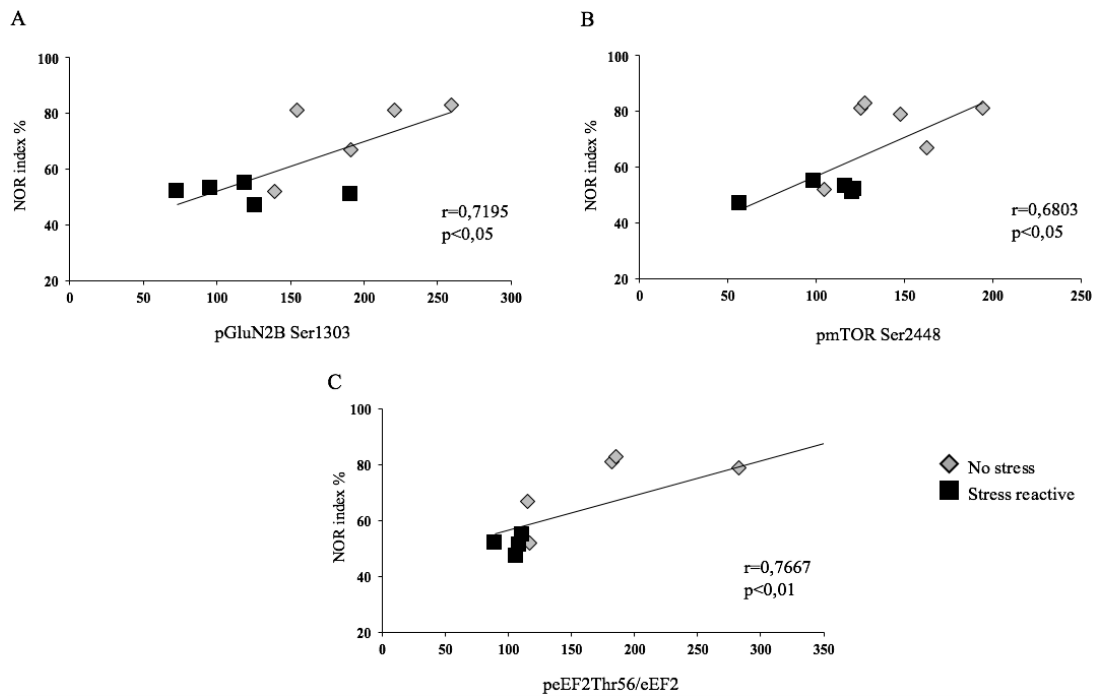 A
NOR index %
100
80
60
40
20
0
50
100
150
200
250
300
r=0,7195
p<0,05
pGluN2B Ser1303
B
NOR index %
100
80
60
40
20
0
50
100
150
200
250
r=0,6803
p<0,05
pmTOR Ser2448
C
NOR index %
100
80
60
40
20
0
50
100
150
200
250
300
350
r=0,7667
p<0,01
peEF2Thr56/eEF2
No stress
Stress reactive